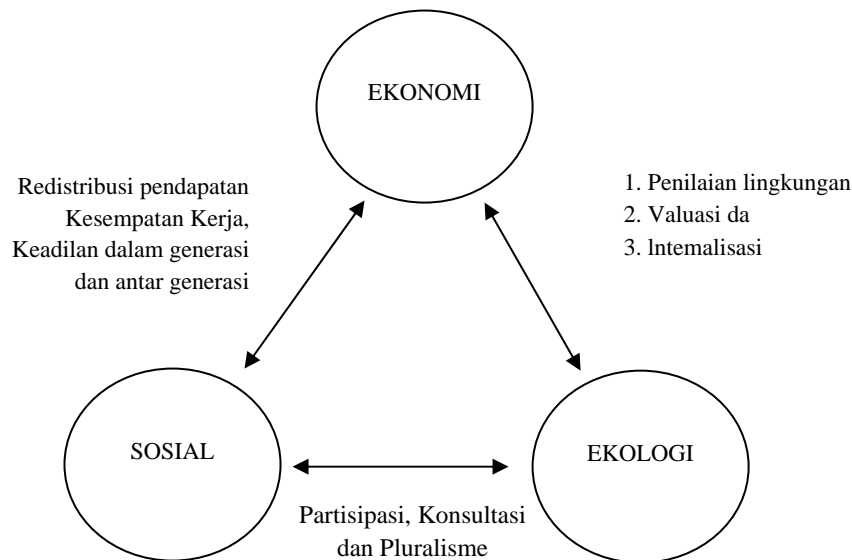 EKONOMI
Redistribusi pendapatan
Kesempatan Kerja,
Keadilan dalam generasi
dan antar generasi
1. Penilaian lingkungan
2. Valuasi da
3. lntemalisasi
SOSIAL
EKOLOGI
Partisipasi, Konsultasi
dan Pluralisme